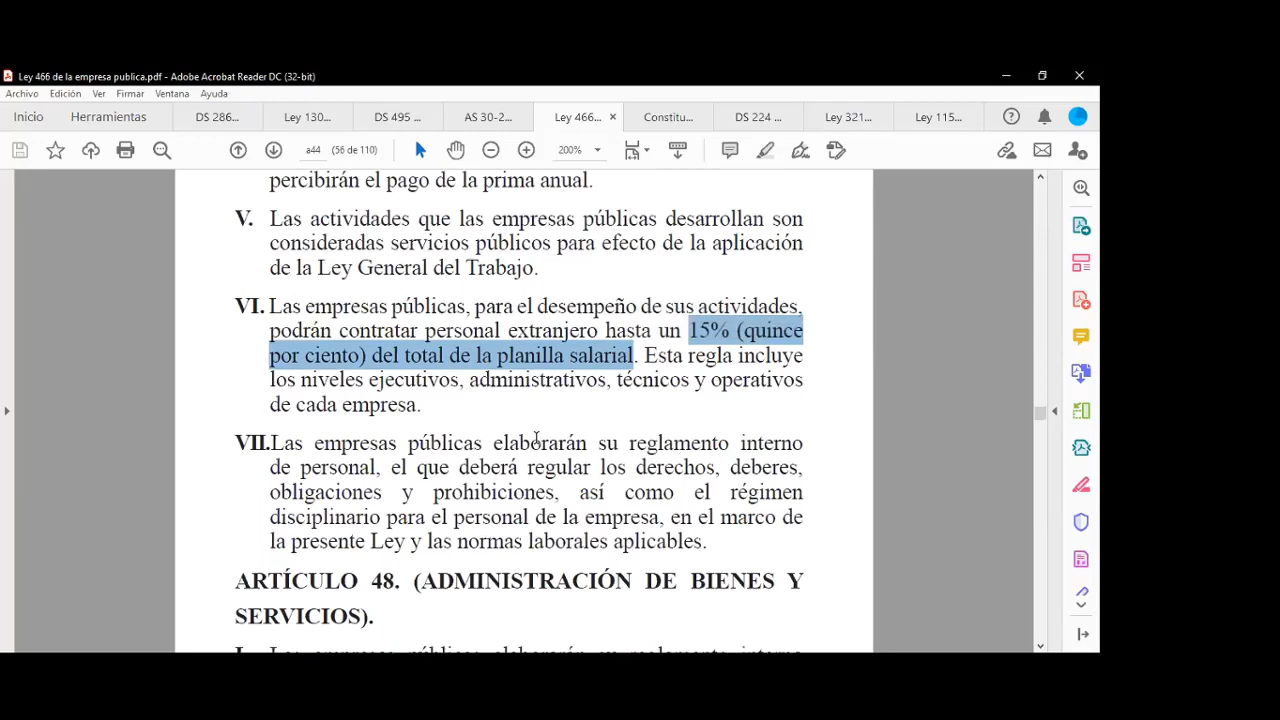 Ley 466 de la empresa publica.pdf - Adobe Acrobat Reader DC (32-bit)
Archivo Edición Ver Firmar Ventana Ayuda
Inicio Herramientas DS 286... Ley 130... DS 495 ... AS 30-2... Ley 466... × Constitu... DS 224 ... Ley 321... Ley 115...
a44 (56 de 110) 200%
percibirán el pago de la prima anual.
V. Las actividades que las empresas públicas desarrollan son
consideradas servicios públicos para efecto de la aplicación
de la Ley General del Trabajo.
VI. Las empresas públicas, para el desempeño de sus actividades,
podrán contratar personal extranjero hasta un 15% (quince
por ciento) del total de la planilla salarial. Esta regla incluye
los niveles ejecutivos, administrativos, técnicos y operativos
de cada empresa.
VII.Las empresas públicas elaborarán su reglamento interno
de personal, el que deberá regular los derechos, deberes,
obligaciones y prohibiciones, así como el régimen
disciplinario para el personal de la empresa, en el marco de
la presente Ley y las normas laborales aplicables.
ARTÍCULO 48. (ADMINISTRACIÓN DE BIENES Y
SERVICIOS).
I. Las empresas públicas elaborarán su reglamento interno